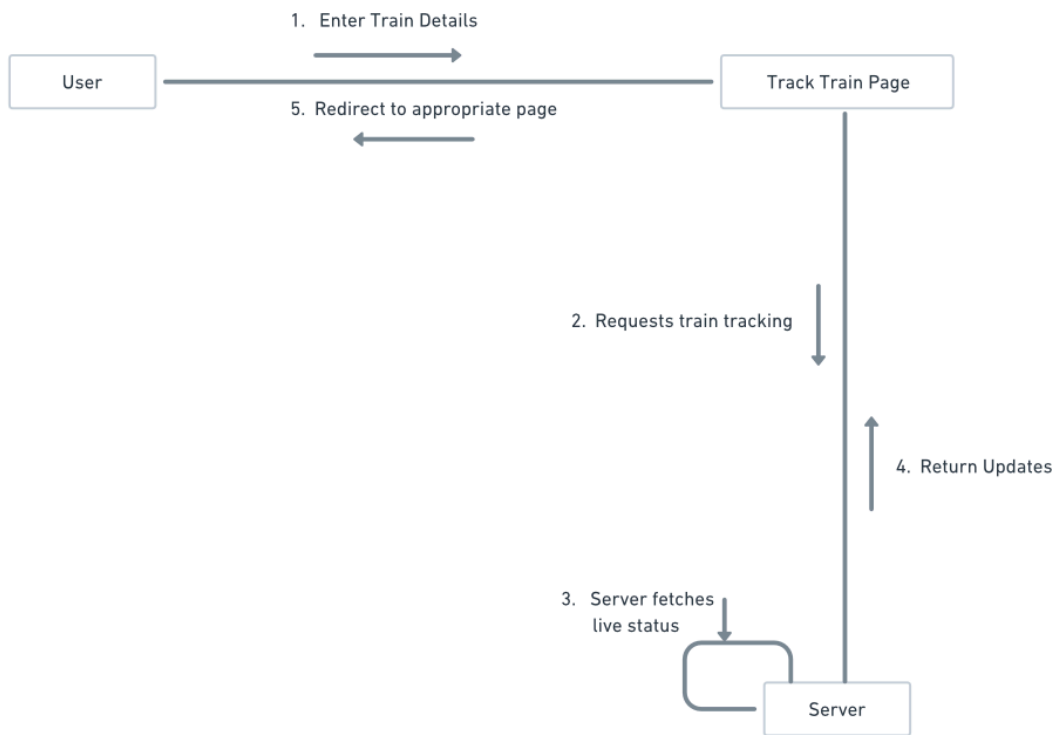 1. Enter Train Details
User
Track Train Page
5. Redirect to appropriate page
2. Requests train tracking
4. Return Updates
3. Server fetches
live status
Server